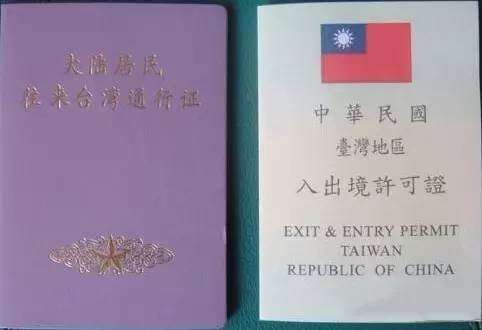 大陆居民
往来台湾通行证
中華民國
臺灣地區
入出境許可證
EXIT & ENTRY PERMIT
TAIWAN
REPUBLIC OF CHINA